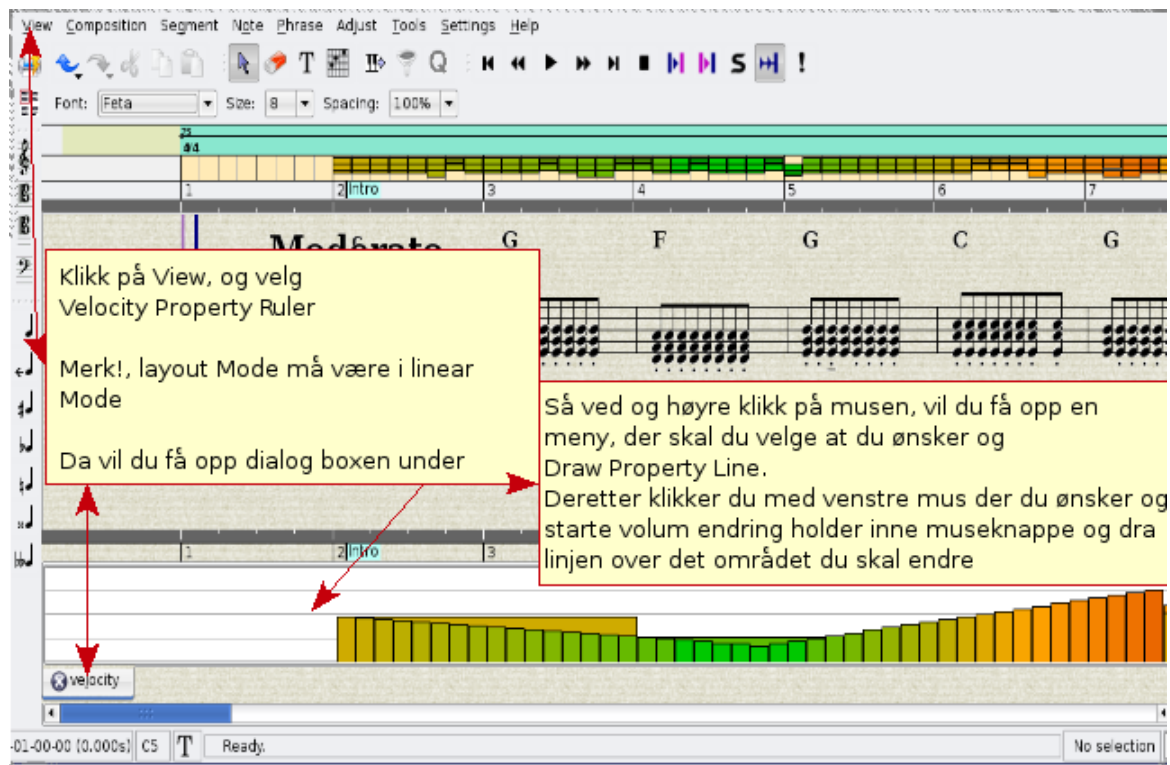 View Composition Segment Note Phrase Adjust Tools Settings Help
T Q S !
Font: Feta Size: 8 Spacing: 100%
75
4/4
1 2 Intro 3 4 5 6 7
Moderato G F G C G
Klikk på View, og velg
Velocity Property Ruler
Merk!, layout Mode må være i linear
Mode
Da vil du få opp dialog boxen under
Så ved og høyre klikk på musen, vil du få opp en
meny, der skal du velge at du ønsker og
Draw Property Line.
Deretter klikker du med venstre mus der du ønsker og
starte volum endring holder inne museknappe og dra
linjen over det området du skal endre
1 2 Intro 3
velocity
-01-00-00 (0.000s) C5 T Ready. No selection